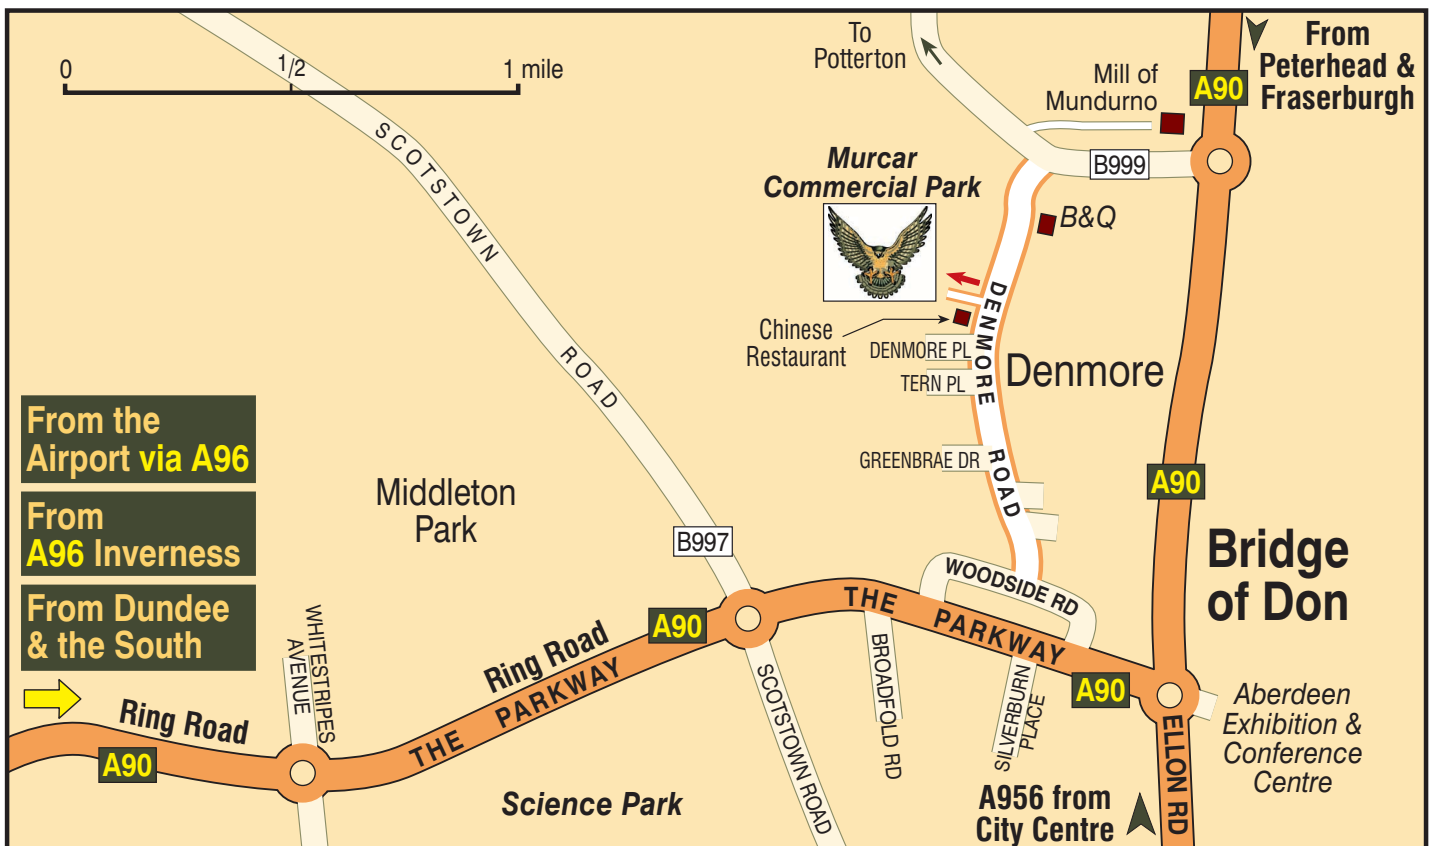 0
1/2
1 mile
To
Potterton
From
Peterhead &
Fraserburgh
Mill of
Mundurno
A90
Murcar
Commercial Park
B999
B&Q
SCOTSTOWN
ROAD
Chinese
Restaurant
DENMORE PL
TERN PL
DENMORE
ROAD
Denmore
GREENBRAE DR
From the
Airport via A96
From
A96 Inverness
From Dundee
& the South
Middleton
Park
B997
A90
Bridge
of Don
WOODSIDE RD
THE PARKWAY
A90
Ring Road
THE PARKWAY
WHITESTRIPES
AVENUE
Ring Road
A90
SCOTSTOWN ROAD
BROADFOLD RD
SILVERBURN
PLACE
A90
ELLON RD
Aberdeen
Exhibition &
Conference
Centre
Science Park
A956 from
City Centre